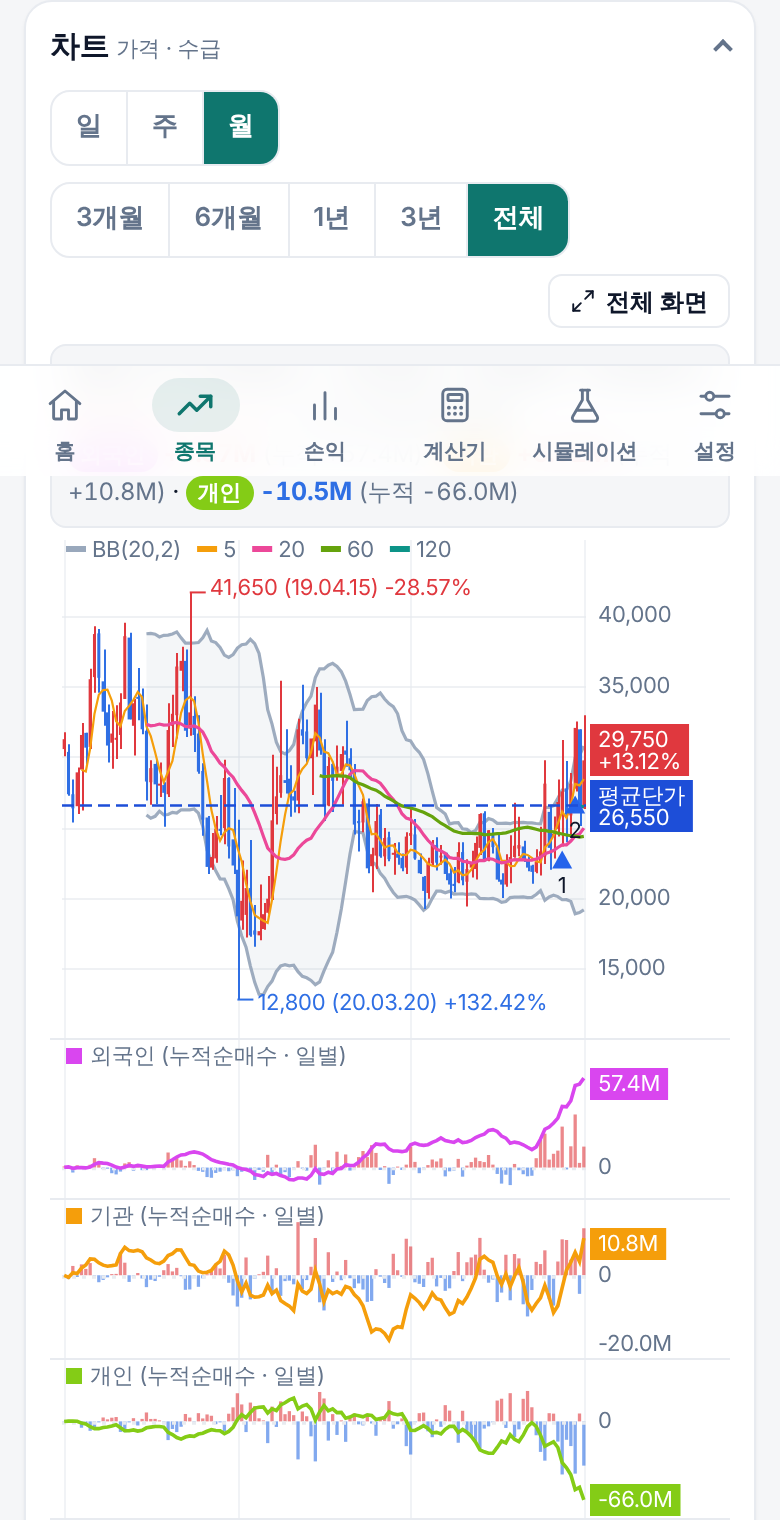 차트 가격 · 수급
일 주 월
3개월 6개월 1년 3년 전체
전체 화면
홈 종목 손익 계산기 시뮬레이션 설정
+10.8M) · 개인 -10.5M (누적 -66.0M)
BB(20,2) 5 20 60 120
41,650 (19.04.15) -28.57%
40,000
35,000
29,750
+13.12%
평균단가
26,550
2
1
20,000
15,000
12,800 (20.03.20) +132.42%
외국인 (누적순매수 · 일별)
57.4M
0
기관 (누적순매수 · 일별)
10.8M
0
-20.0M
개인 (누적순매수 · 일별)
0
-66.0M